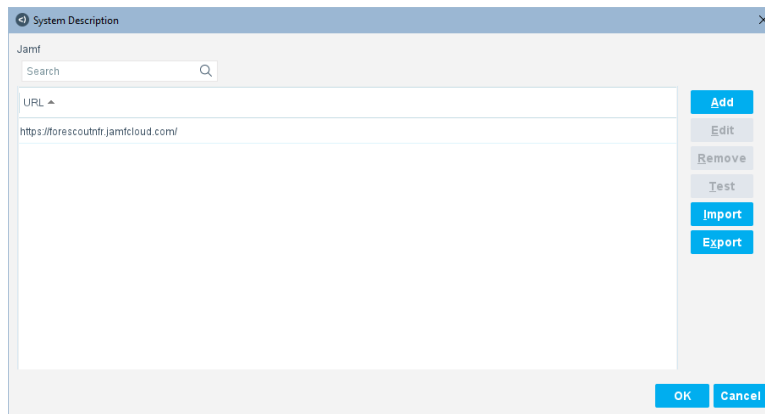 System Description
Jamf
Search
URL
Add
https://forescoutnfr.jamfcloud.com/
Edit
Remove
Test
Import
Export
OK Cancel